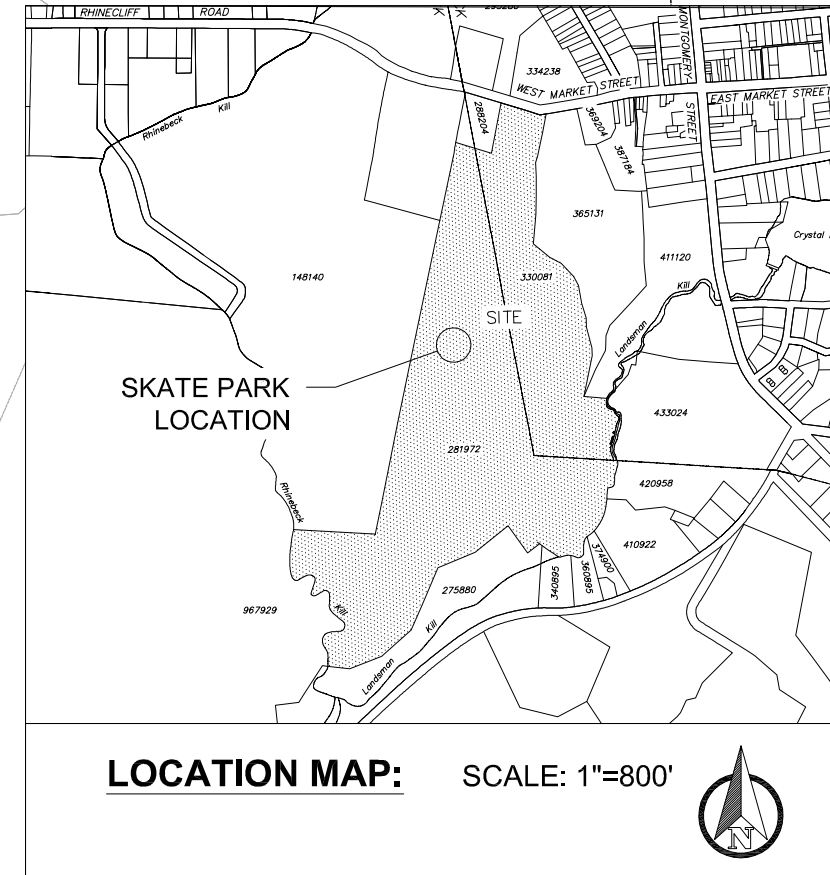 RHINECLIFF ROAD
334238
WEST MARKET STREET
MONTGOMERY STREET
EAST MARKET STREET
288204
369204
387184
Rhinebeck Kill
365131
411120
Crystal
148140
330081
Kill
Landsman
SITE
SKATE PARK
LOCATION
433024
281972
420958
Rhinebeck
410922
374900
360895
340895
275880
967929
Kill
Kill
Landsman
LOCATION MAP:
SCALE: 1"=800'
N